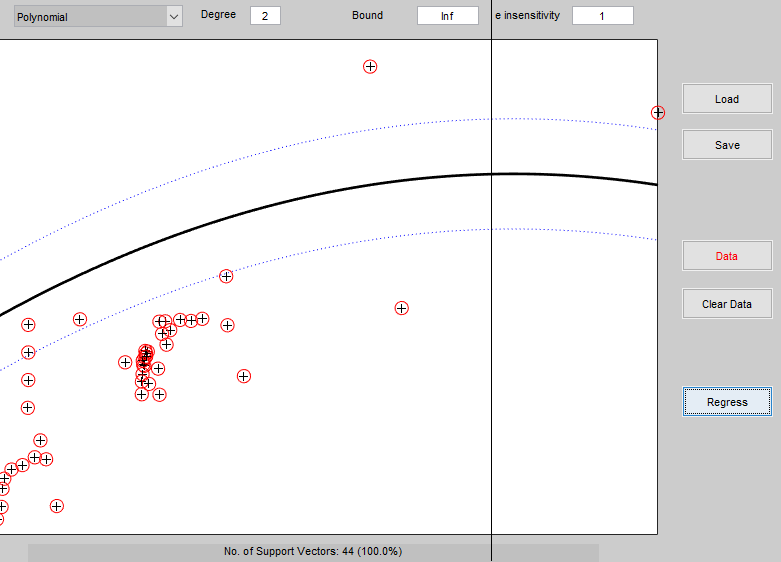 Polynomial Degree 2 Bound Inf e insensitivity 1
Load
Save
Data
Clear Data
Regress
No. of Support Vectors: 44 (100.0%)